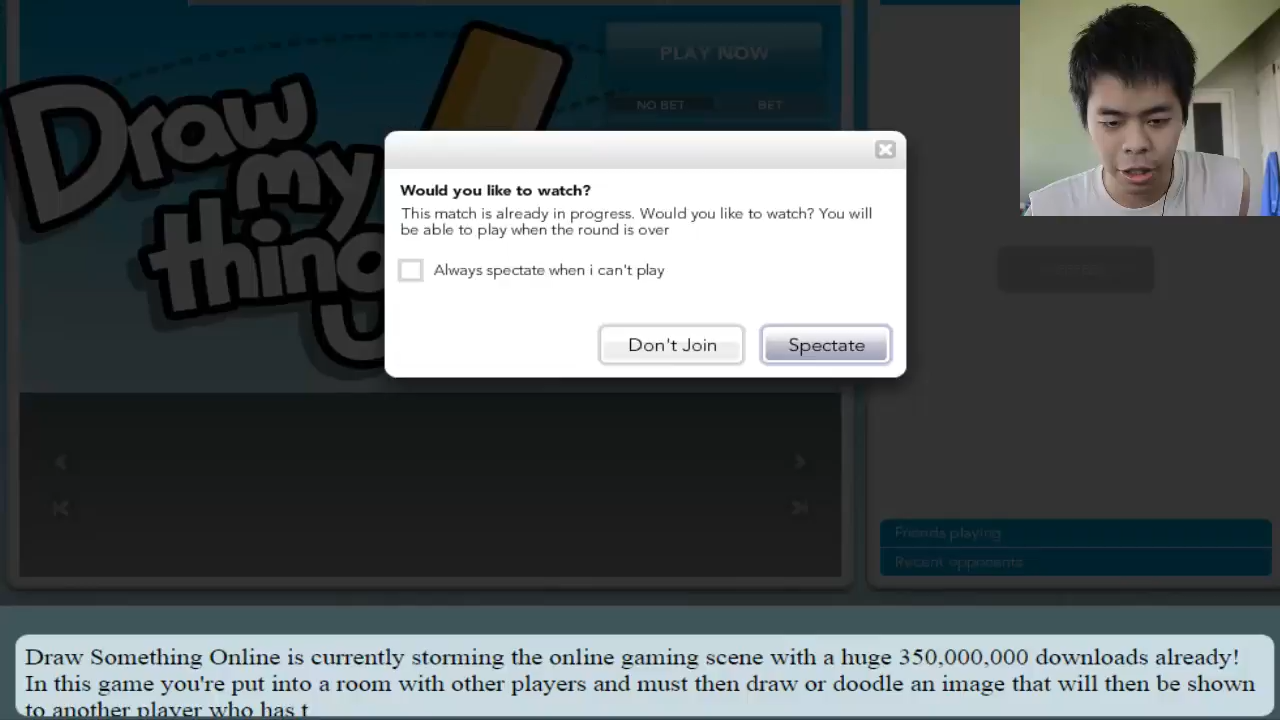 Draw
my
thing
PLAY NOW
NO BET
BET
Would you like to watch?
This match is already in progress. Would you like to watch? You will
be able to play when the round is over
Always spectate when i can't play
Don't Join
Spectate
Friends playing
Recent opponents
Draw Something Online is currently storming the online gaming scene with a huge 350,000,000 downloads already!
In this game you're put into a room with other players and must then draw or doodle an image that will then be shown
to another player who has t